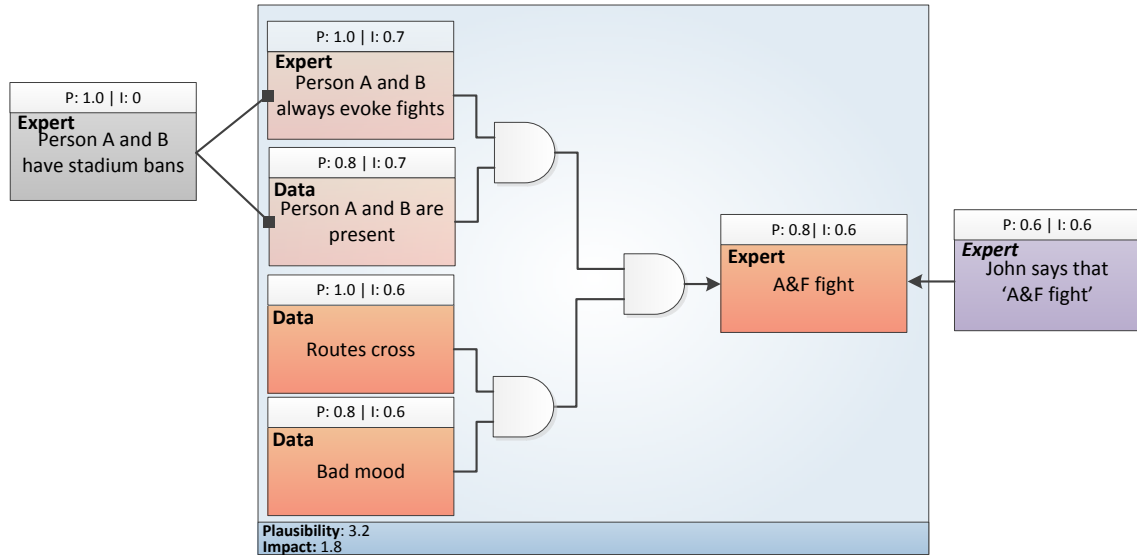 P: 1.0 | I: 0
Expert
Person A and B
have stadium bans
P: 1.0 | I: 0.7
Expert
Person A and B
always evoke fights
P: 0.8 | I: 0.7
Data
Person A and B are
present
P: 1.0 | I: 0.6
Data
Routes cross
P: 0.8 | I: 0.6
Data
Bad mood
P: 0.8| I: 0.6
Expert
A&F fight
P: 0.6 | I: 0.6
Expert
John says that
‘A&F fight’
Plausibility: 3.2
Impact: 1.8